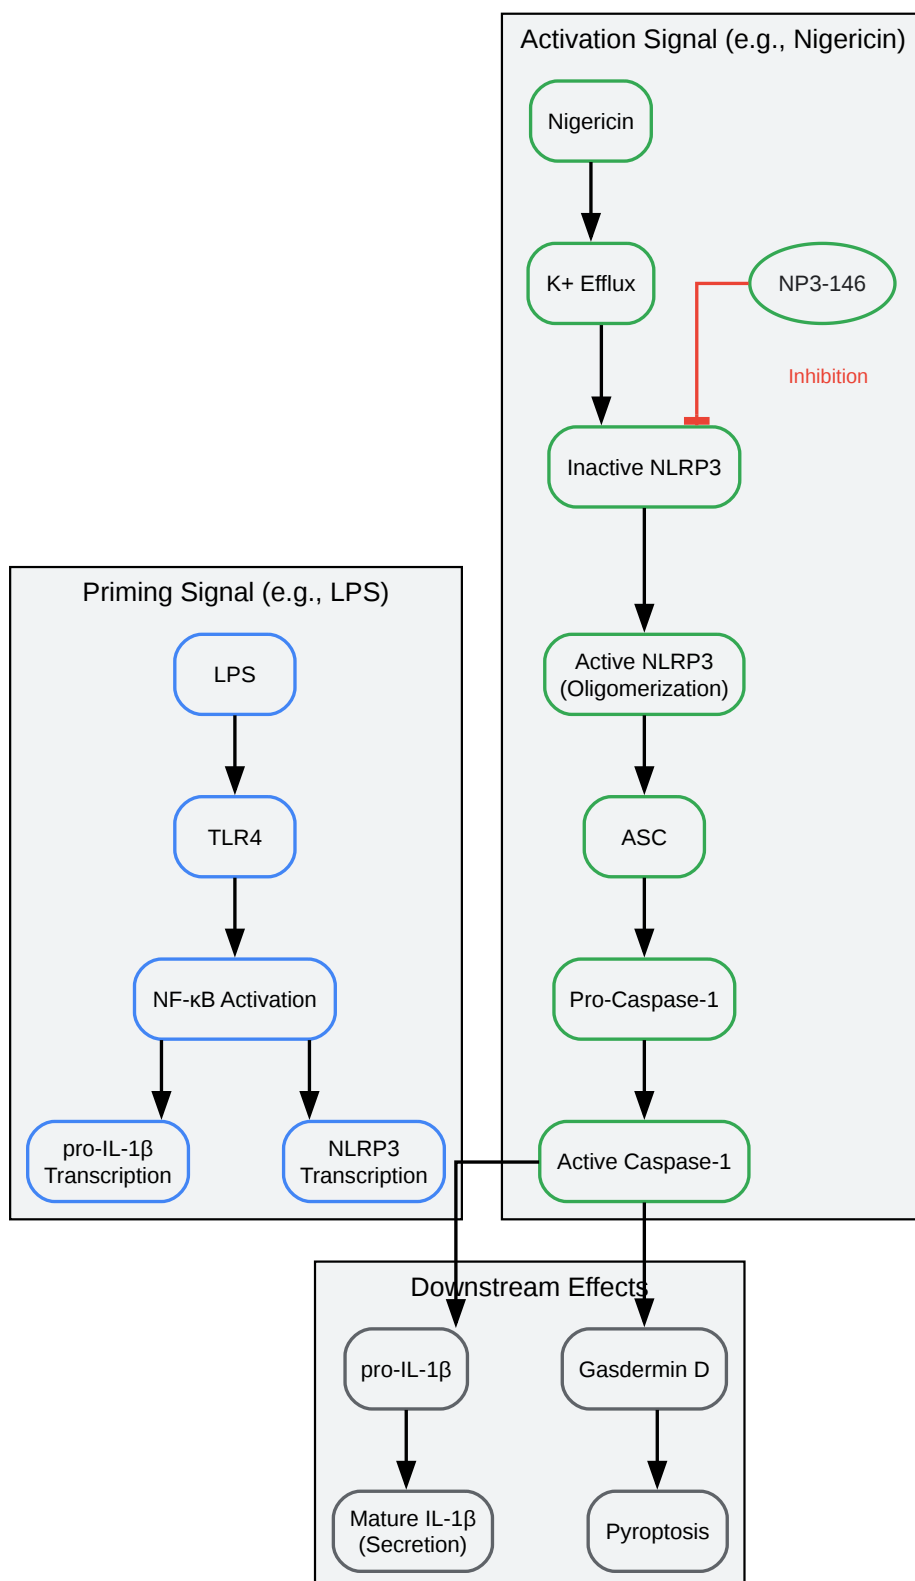 Activation Signal (e.g., Nigericin)
Nigericin
K+ Efflux
NP3-146
Inhibition
Inactive NLRP3
Active NLRP3
(Oligomerization)
ASC
Pro-Caspase-1
Active Caspase-1
Priming Signal (e.g., LPS)
LPS
TLR4
NF-κB Activation
pro-IL-1β
Transcription
NLRP3
Transcription
Downstream Effects
pro-IL-1β
Gasdermin D
Mature IL-1β
(Secretion)
Pyroptosis